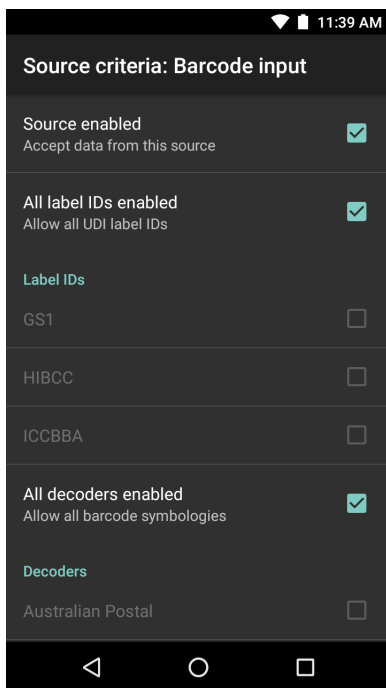 11:39 AM
Source criteria: Barcode input
Source enabled
Accept data from this source
All label IDs enabled
Allow all UDI label IDs
Label IDs
GS1
HIBCC
ICCBBA
All decoders enabled
Allow all barcode symbologies
Decoders
Australian Postal